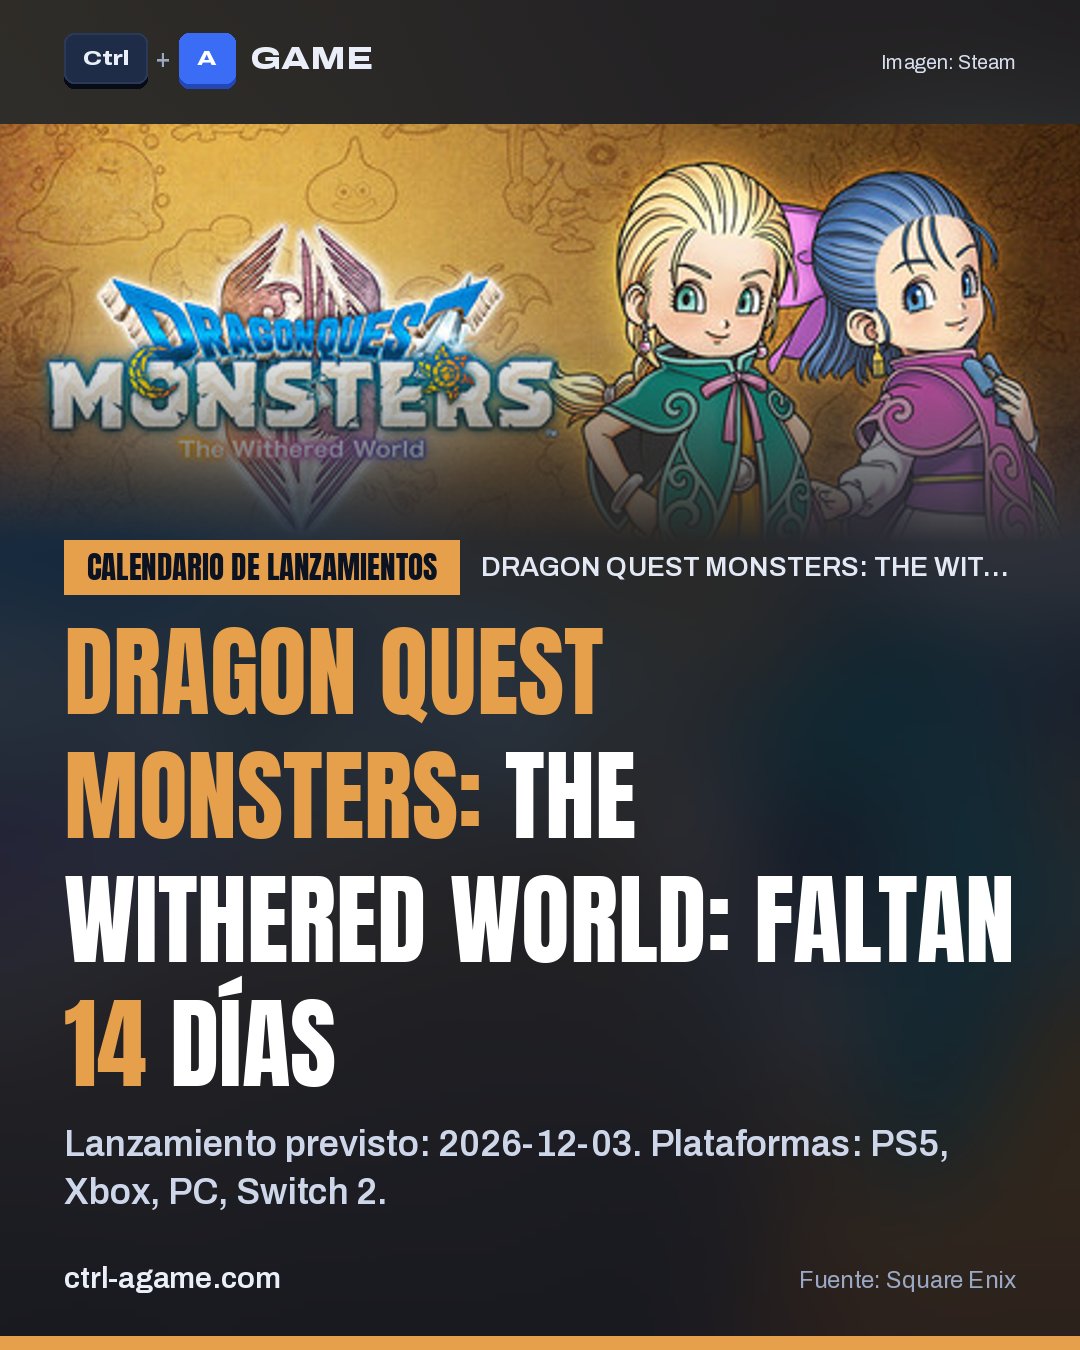 Ctrl + A GAME
Imagen: Steam
DRAGON QUEST
MONSTERS
The Withered World
CALENDARIO DE LANZAMIENTOS
DRAGON QUEST MONSTERS: THE WIT...
DRAGON QUEST
MONSTERS: THE
WITHERED WORLD: FALTAN
14 DÍAS
Lanzamiento previsto: 2026-12-03. Plataformas: PS5,
Xbox, PC, Switch 2.
ctrl-agame.com
Fuente: Square Enix